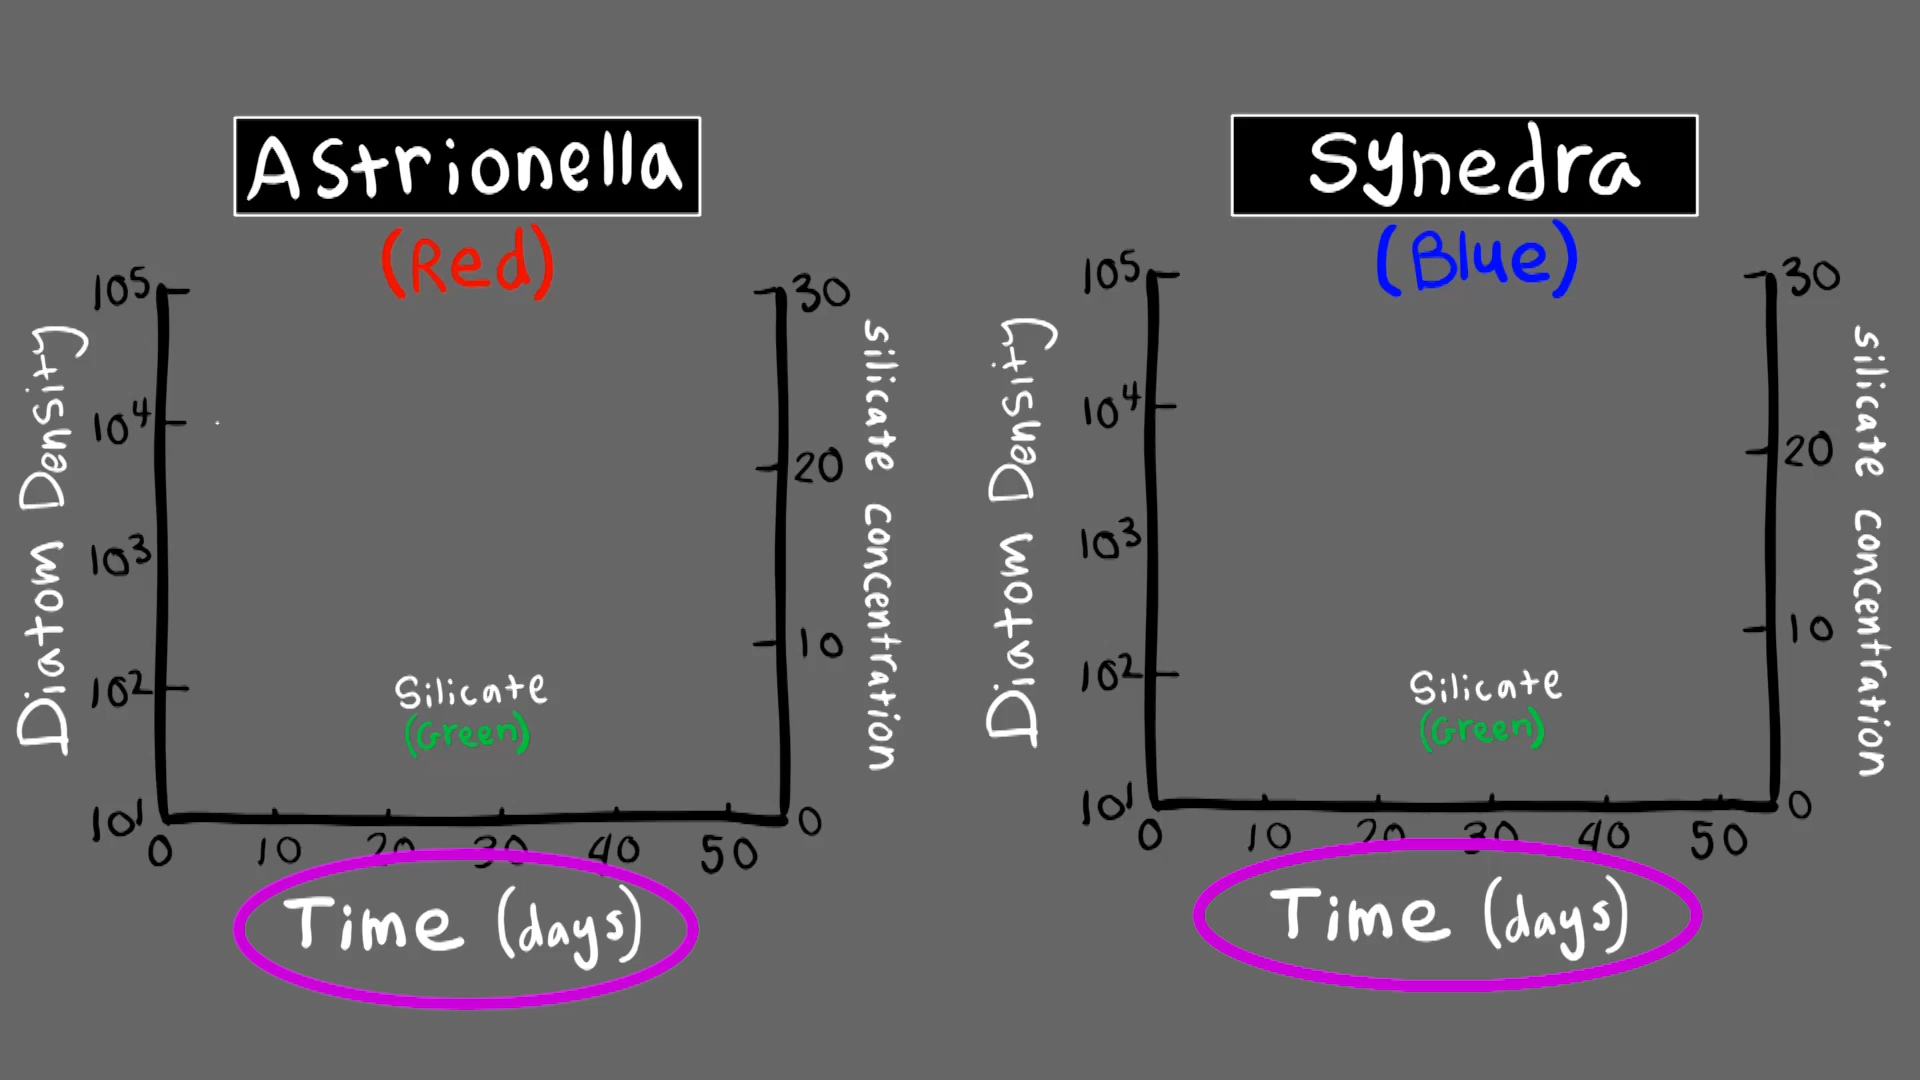 Astrionella
(Red)
10⁵
10⁴
10³
10²
10¹
Diatom Density
30
20
10
0
silicate concentration
Silicate
(Green)
0 10 20 30 40 50
Time (days)
Synedra
(Blue)
10⁵
10⁴
10³
10²
10¹
Diatom Density
30
20
10
0
silicate concentration
Silicate
(Green)
0 10 20 30 40 50
Time (days)